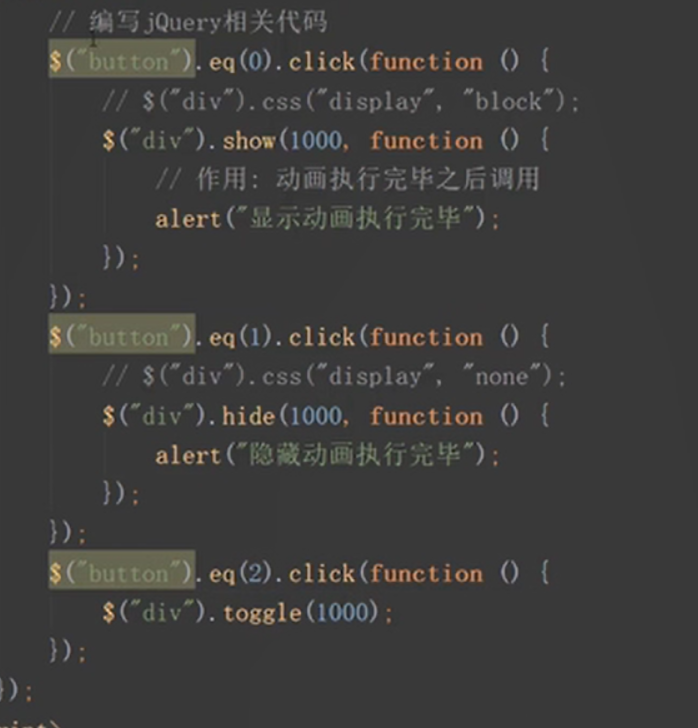 // 编写jQuery相关代码
$("button").eq(0).click(function () {
// $("div").css("display", "block");
$("div").show(1000, function () {
// 作用: 动画执行完毕之后调用
alert("显示动画执行完毕");
});
});
$("button").eq(1).click(function () {
// $("div").css("display", "none");
$("div").hide(1000, function () {
alert("隐藏动画执行完毕");
});
});
$("button").eq(2).click(function () {
$("div").toggle(1000);
});
});